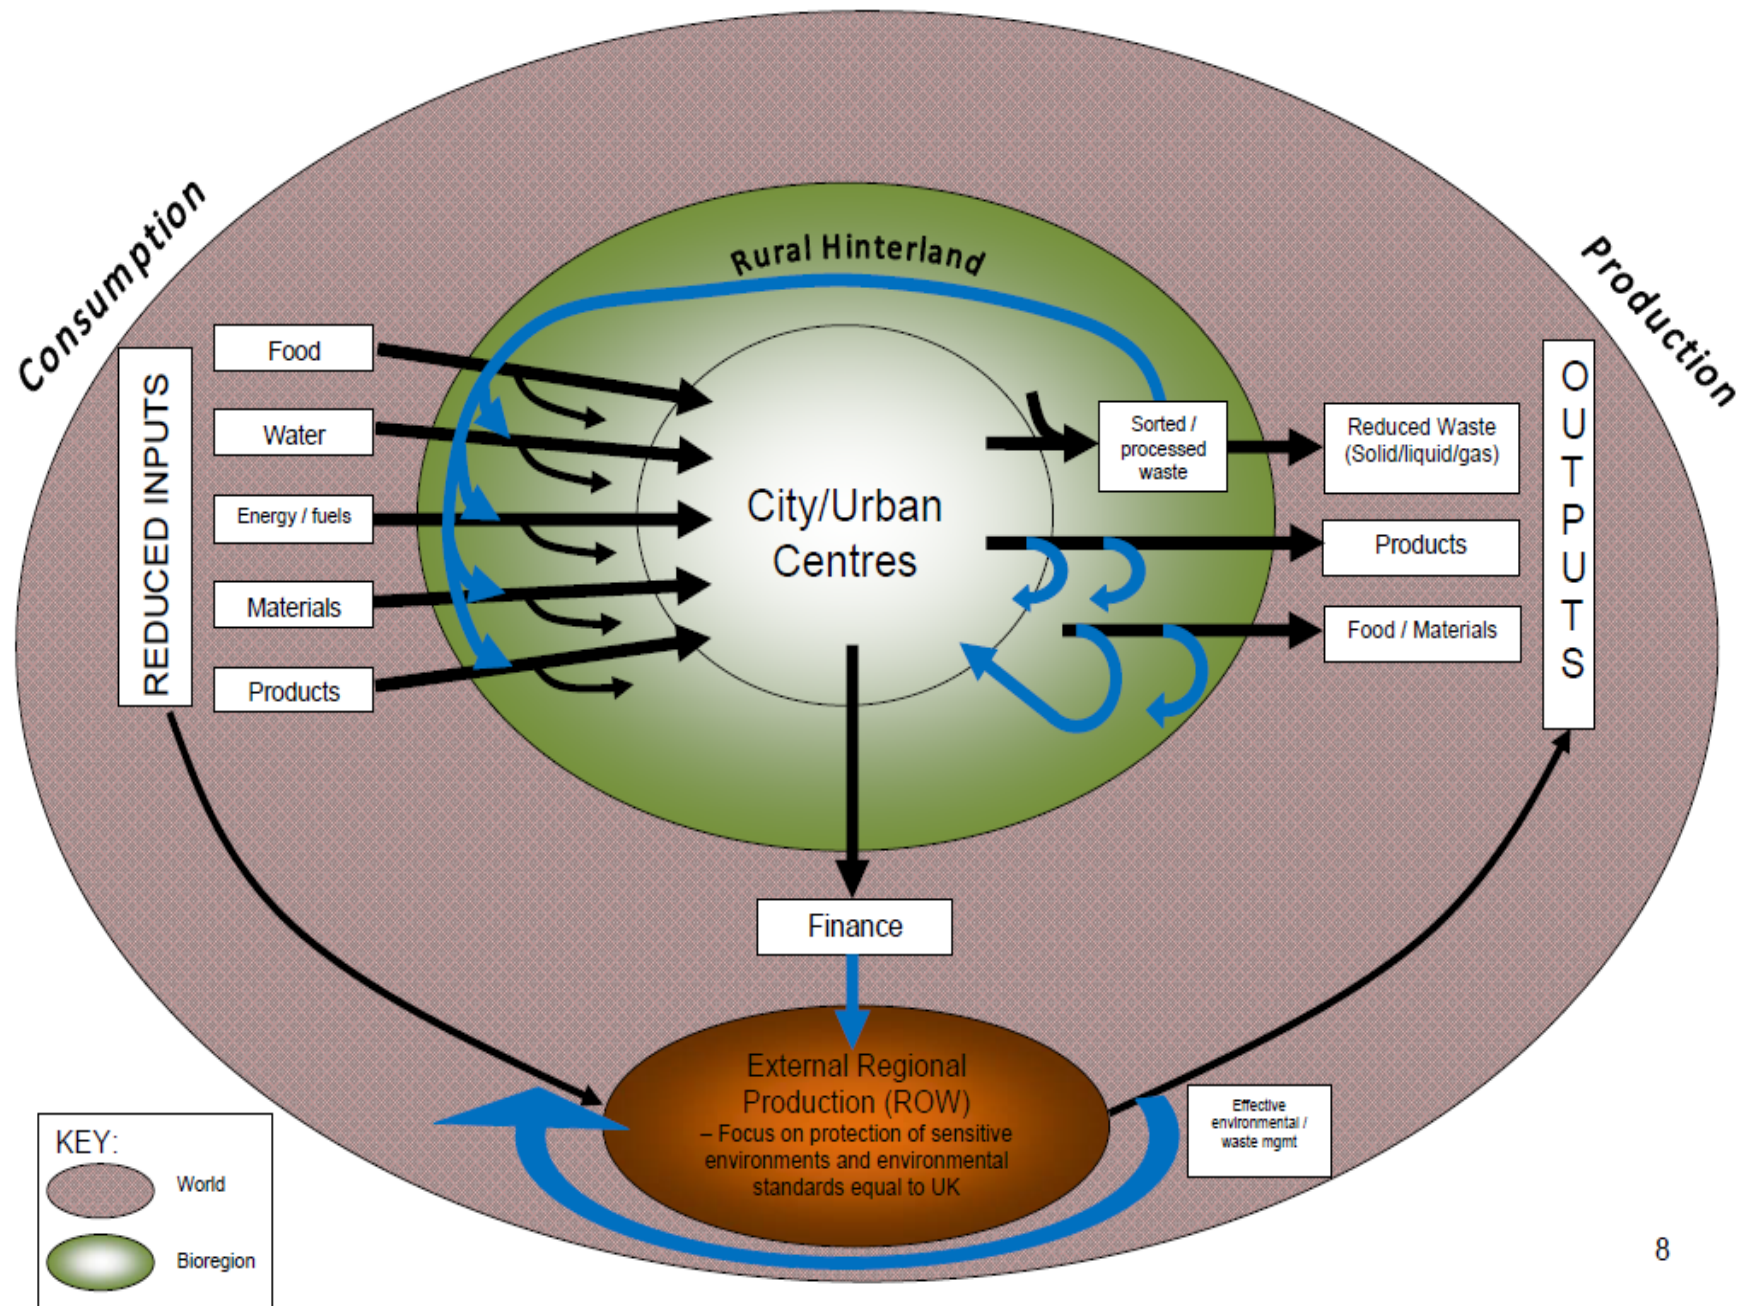 Consumption
Production
Rural Hinterland
REDUCED INPUTS
Food
Water
Energy / fuels
Materials
Products
City/Urban
Centres
Sorted /
processed
waste
Reduced Waste
(Solid/liquid/gas)
Products
Food / Materials
OUTPUTS
Finance
External Regional
Production (ROW)
– Focus on protection of sensitive
environments and environmental
standards equal to UK
Effective
environmental /
waste mgmt
KEY:
World
Bioregion
8